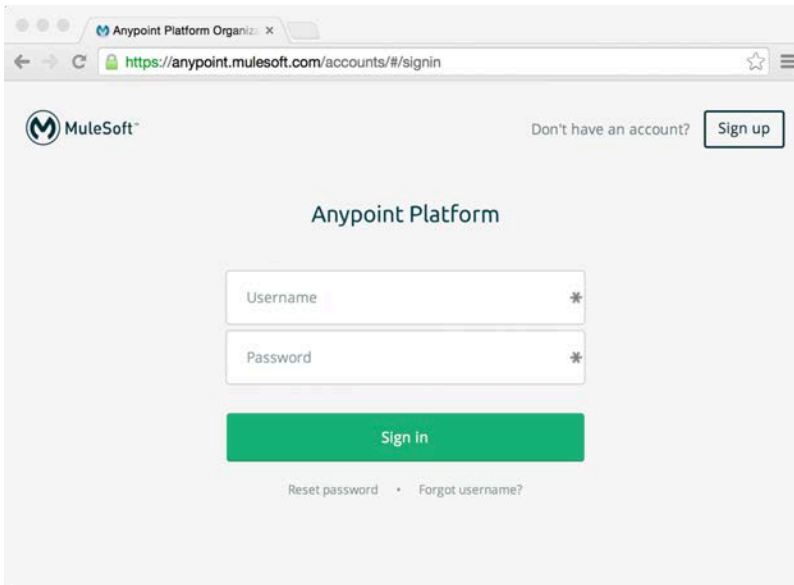 Anypoint Platform Organiz
https://anypoint.mulesoft.com/accounts/#/signin
MuleSoft™
Don't have an account? Sign up
Anypoint Platform
Username *
Password *
Sign in
Reset password • Forgot username?